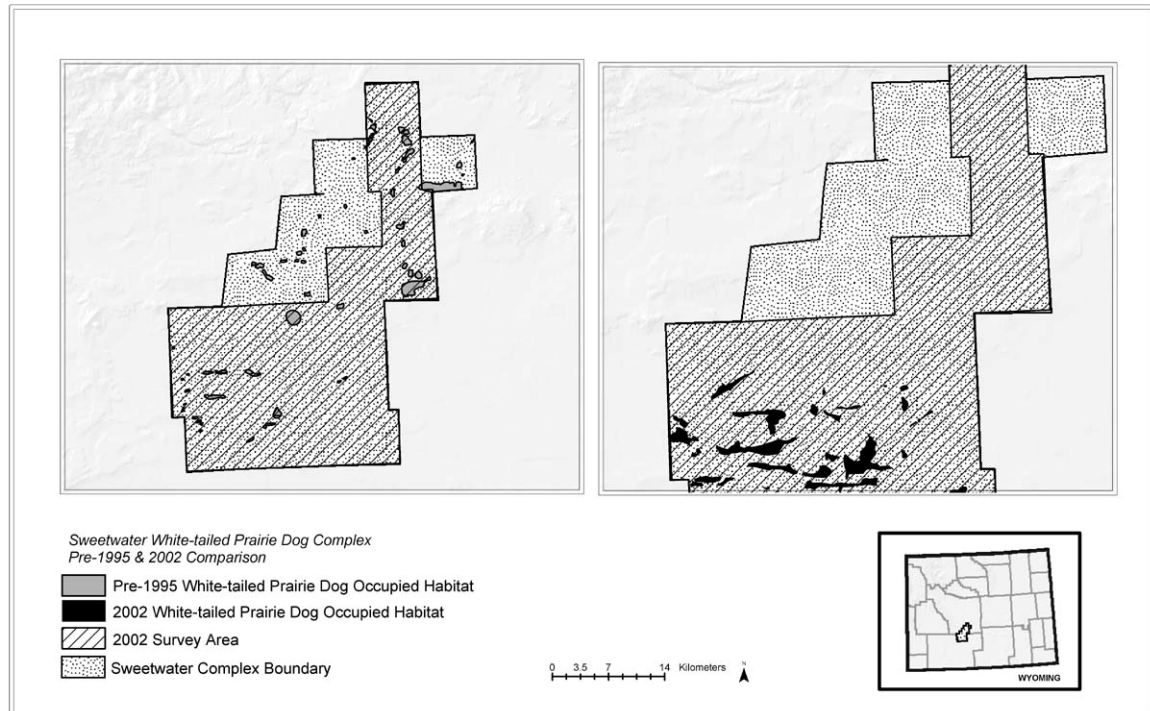 Sweetwater White-tailed Prairie Dog Complex
Pre-1995 & 2002 Comparison
Pre-1995 White-tailed Prairie Dog Occupied Habitat
2002 White-tailed Prairie Dog Occupied Habitat
2002 Survey Area
Sweetwater Complex Boundary
0 3.5 7 14 Kilometers
N
WYOMING